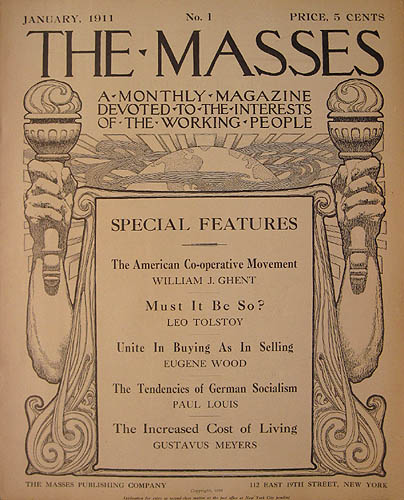 JANUARY, 1911 No. 1 PRICE, 5 CENTS
THE·MASSES
A·MONTHLY·MAGAZINE
DEVOTED·TO·THE·INTERESTS
OF·THE·WORKING·PEOPLE
SPECIAL FEATURES
The American Co-operative Movement
WILLIAM J. GHENT
Must It Be So?
LEO TOLSTOY
Unite In Buying As In Selling
EUGENE WOOD
The Tendencies of German Socialism
PAUL LOUIS
The Increased Cost of Living
GUSTAVUS MEYERS
THE MASSES PUBLISHING COMPANY 112 EAST 19TH STREET, NEW YORK
Copyright,